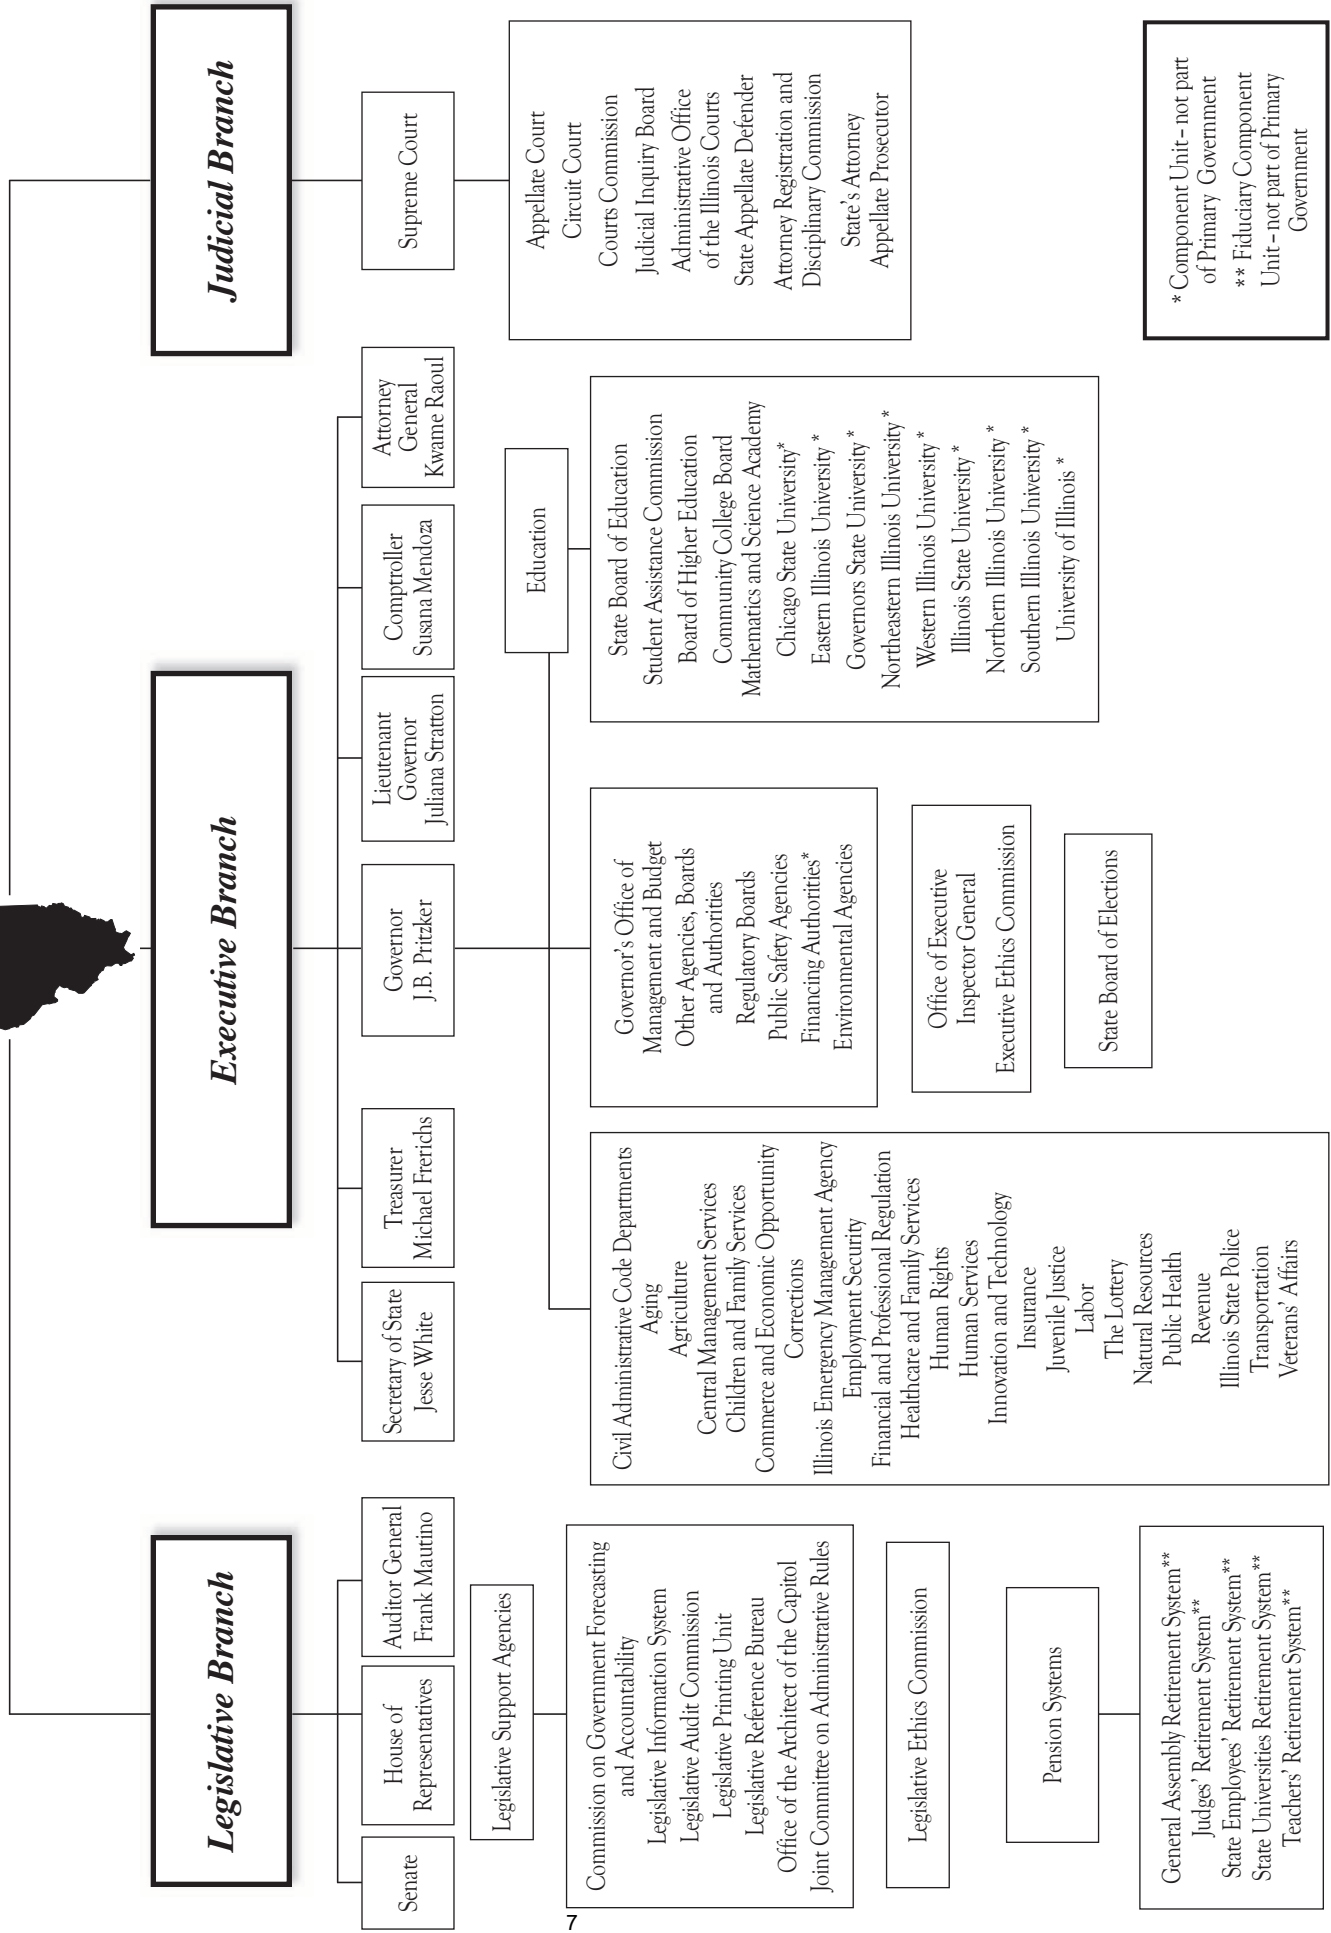 Legislative Branch
Senate
House of
Representatives
Auditor General
Frank Mautino
Legislative Support Agencies
Commission on Government Forecasting
and Accountability
Legislative Information System
Legislative Audit Commission
Legislative Printing Unit
Legislative Reference Bureau
Office of the Architect of the Capitol
Joint Committee on Administrative Rules
Legislative Ethics Commission
Pension Systems
General Assembly Retirement System**
Judges' Retirement System**
State Employees' Retirement System**
State Universities Retirement System**
Teachers' Retirement System**
Executive Branch
Secretary of State
Jesse White
Treasurer
Michael Frerichs
Governor
J.B. Pritzker
Lieutenant
Governor
Juliana Stratton
Comptroller
Susana Mendoza
Attorney
General
Kwame Raoul
Civil Administrative Code Departments
Aging
Agriculture
Central Management Services
Children and Family Services
Commerce and Economic Opportunity
Corrections
Illinois Emergency Management Agency
Employment Security
Financial and Professional Regulation
Healthcare and Family Services
Human Rights
Human Services
Innovation and Technology
Insurance
Juvenile Justice
Labor
The Lottery
Natural Resources
Public Health
Revenue
Illinois State Police
Transportation
Veterans' Affairs
Governor's Office of
Management and Budget
Other Agencies, Boards
and Authorities
Regulatory Boards
Public Safety Agencies
Financing Authorities*
Environmental Agencies
Office of Executive
Inspector General
Executive Ethics Commission
State Board of Elections
Education
State Board of Education
Student Assistance Commission
Board of Higher Education
Community College Board
Mathematics and Science Academy
Chicago State University*
Eastern Illinois University *
Governors State University *
Northeastern Illinois University *
Western Illinois University *
Illinois State University *
Northern Illinois University *
Southern Illinois University *
University of Illinois *
Judicial Branch
Supreme Court
Appellate Court
Circuit Court
Courts Commission
Judicial Inquiry Board
Administrative Office
of the Illinois Courts
State Appellate Defender
Attorney Registration and
Disciplinary Commission
State's Attorney
Appellate Prosecutor
* Component Unit – not part
of Primary Government
** Fiduciary Component
Unit – not part of Primary
Government
7